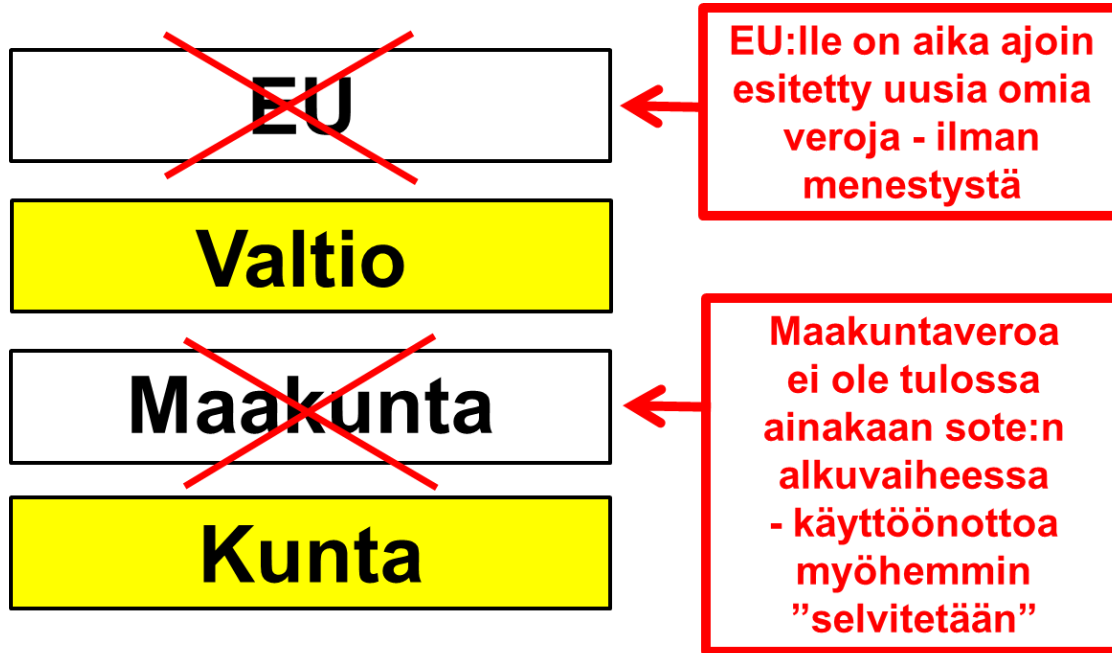 EU
EU:lle on aika ajoin
esitetty uusia omia
veroja - ilman
menestystä
Valtio
Maakunta
Maakuntaveroa
ei ole tulossa
ainakaan sote:n
alkuvaiheessa
- käyttöönottoa
myöhemmin
”selvitetään”
Kunta